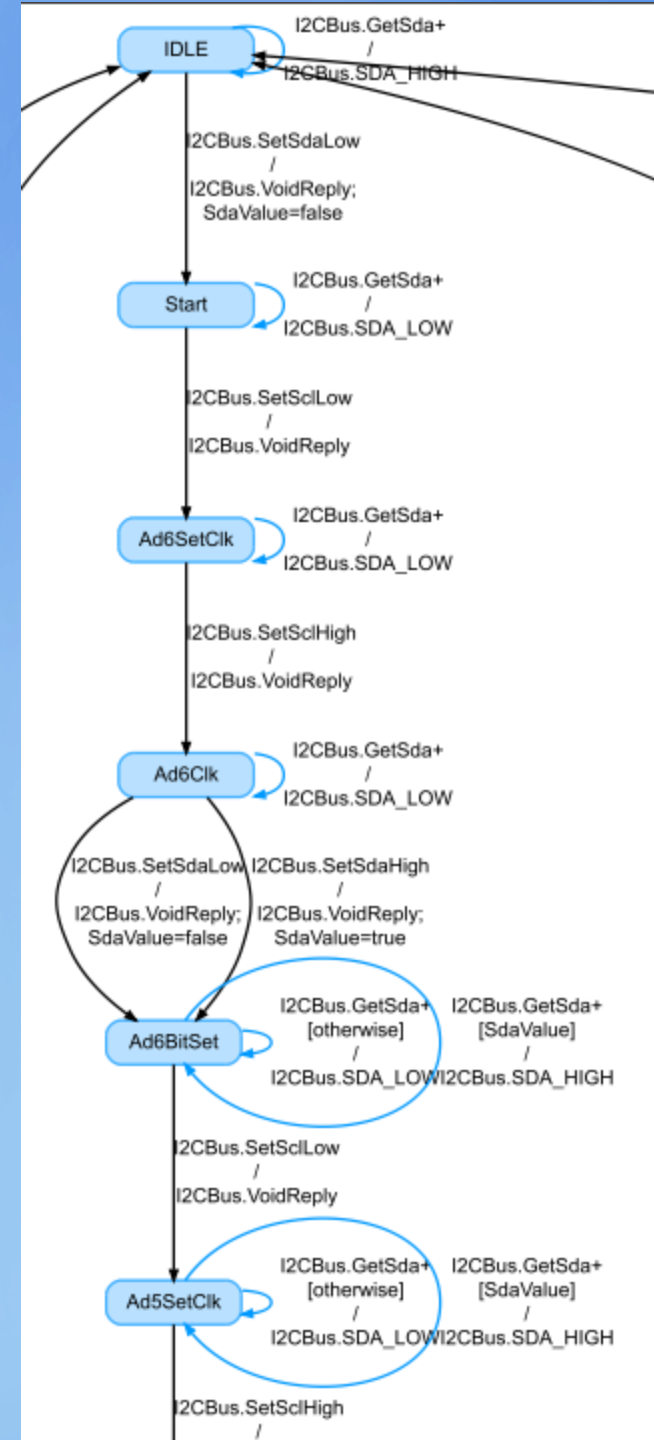 IDLE
I2CBus.GetSda+
/
I2CBus.SDA_HIGH
I2CBus.SetSdaLow
/
I2CBus.VoidReply;
SdaValue=false
Start
I2CBus.GetSda+
/
I2CBus.SDA_LOW
I2CBus.SetSclLow
/
I2CBus.VoidReply
Ad6SetClk
I2CBus.GetSda+
/
I2CBus.SDA_LOW
I2CBus.SetSclHigh
/
I2CBus.VoidReply
Ad6Clk
I2CBus.GetSda+
/
I2CBus.SDA_LOW
I2CBus.SetSdaLow
/
I2CBus.VoidReply;
SdaValue=false
I2CBus.SetSdaHigh
/
I2CBus.VoidReply;
SdaValue=true
Ad6BitSet
I2CBus.GetSda+
[otherwise]
/
I2CBus.SDA_LOW
I2CBus.GetSda+
[SdaValue]
/
I2CBus.SDA_HIGH
I2CBus.SetSclLow
/
I2CBus.VoidReply
Ad5SetClk
I2CBus.GetSda+
[otherwise]
/
I2CBus.SDA_LOW
I2CBus.GetSda+
[SdaValue]
/
I2CBus.SDA_HIGH
I2CBus.SetSclHigh
/